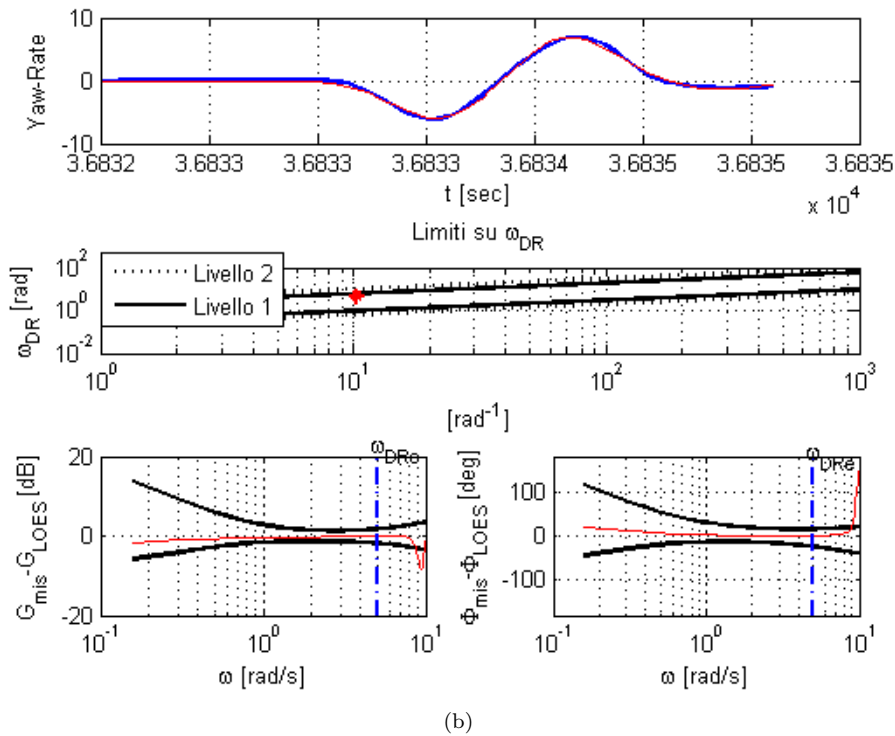 10
0
-10
Yaw-Rate
3.6832 3.6833 3.6833 3.6833 3.6834 3.6835 3.6835 3.6835
t [sec]
x 10^4
Limiti su ω_DR
Livello 2
Livello 1
10^2
10^0
10^-2
ω_DR [rad]
10^0 10^1 10^2 10^3
[rad^-1]
ω_DRe
20
0
-20
G_mis-G_LOES [dB]
10^-1 10^0 10^1
ω [rad/s]
ω_DRe
100
0
-100
Φ_mis-Φ_LOES [deg]
10^-1 10^0 10^1
ω [rad/s]
(b)